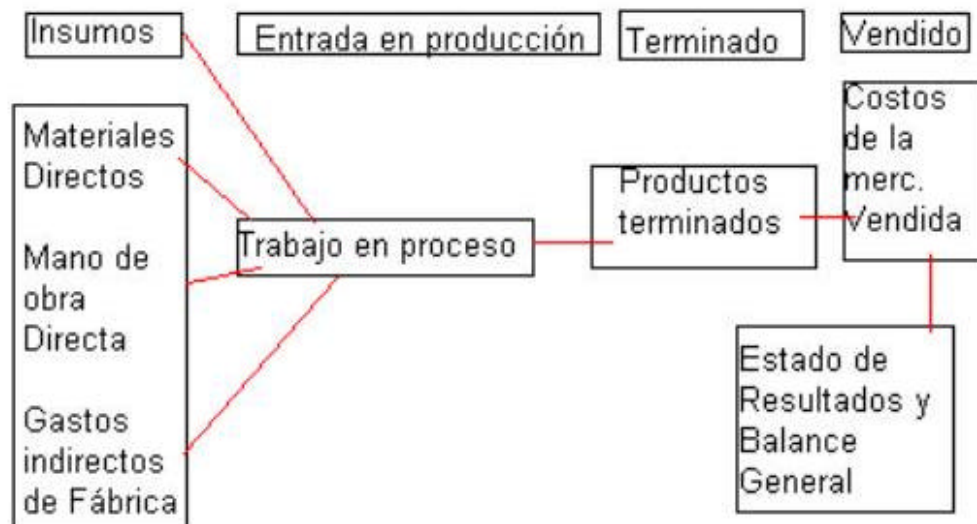 Insumos
Entrada en producción
Terminado
Vendido
Materiales
Directos
Mano de
obra
Directa
Gastos
indirectos
de Fábrica
Trabajo en proceso
Productos
terminados
Costos
de la
merc.
Vendida
Estado de
Resultados y
Balance
General